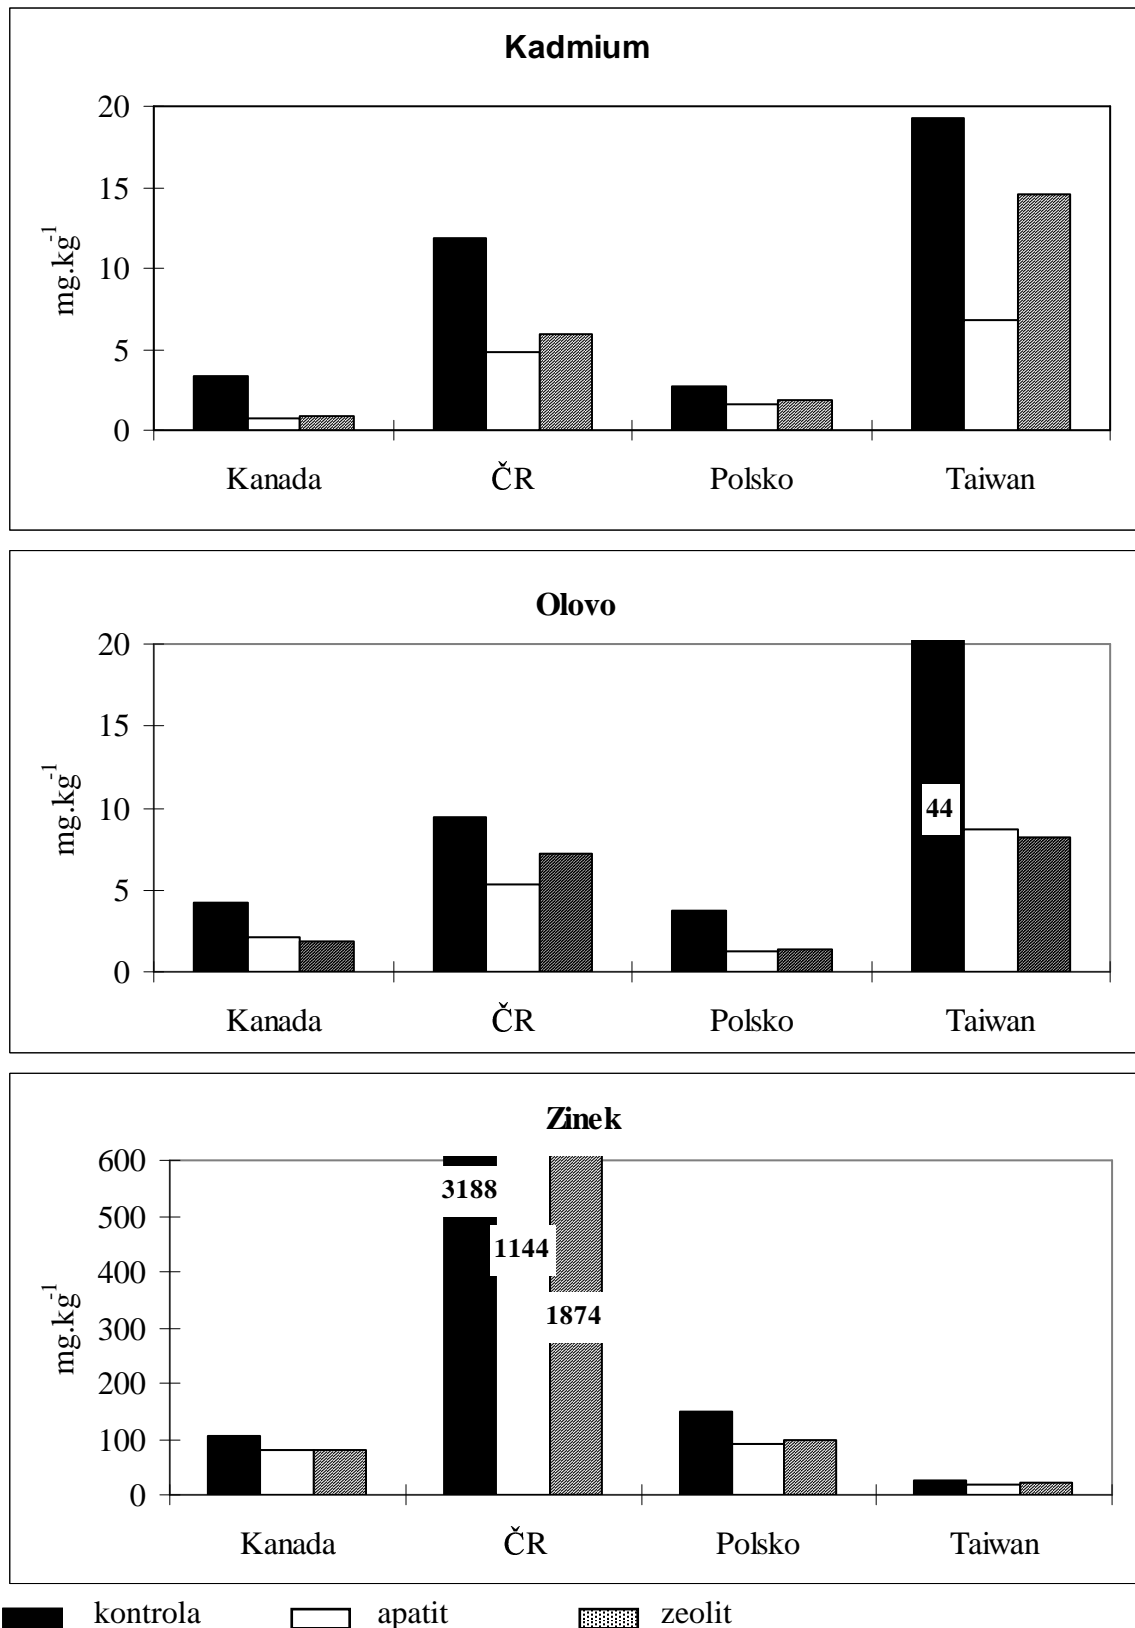 Kadmium
20
15
10
5
0
mg.kg-1
Kanada ČR Polsko Taiwan
Olovo
20
15
10
5
0
mg.kg-1
44
Kanada ČR Polsko Taiwan
Zinek
600
500
400
300
200
100
0
mg.kg-1
3188
1144
1874
Kanada ČR Polsko Taiwan
kontrola apatit zeolit